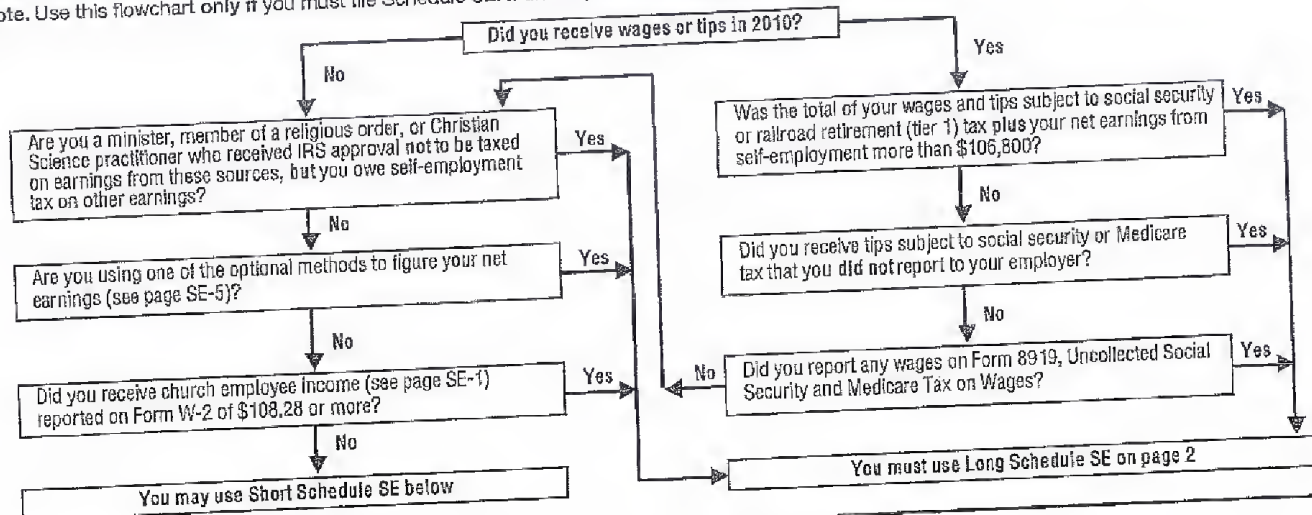 ote. Use this flowchart only if you must file Schedule
Did you receive wages or tips in 2010?
No
Yes
Are you a minister, member of a religious order, or Christian
Science practitioner who received IRS approval not to be taxed
on earnings from these sources, but you owe self-employment
tax on other earnings?
Yes
No
Are you using one of the optional methods to figure your net
earnings (see page SE-5)?
Yes
No
Did you receive church employee income (see page SE-1)
reported on Form W-2 of $108.28 or more?
Yes
No
You may use Short Schedule SE below
Was the total of your wages and tips subject to social security
or railroad retirement (tier 1) tax plus your net earnings from
self-employment more than $106,800?
Yes
No
Did you receive tips subject to social security or Medicare
tax that you did not report to your employer?
Yes
No
No
Did you report any wages on Form 8919, Uncollected Social
Security and Medicare Tax on Wages?
Yes
You must use Long Schedule SE on page 2